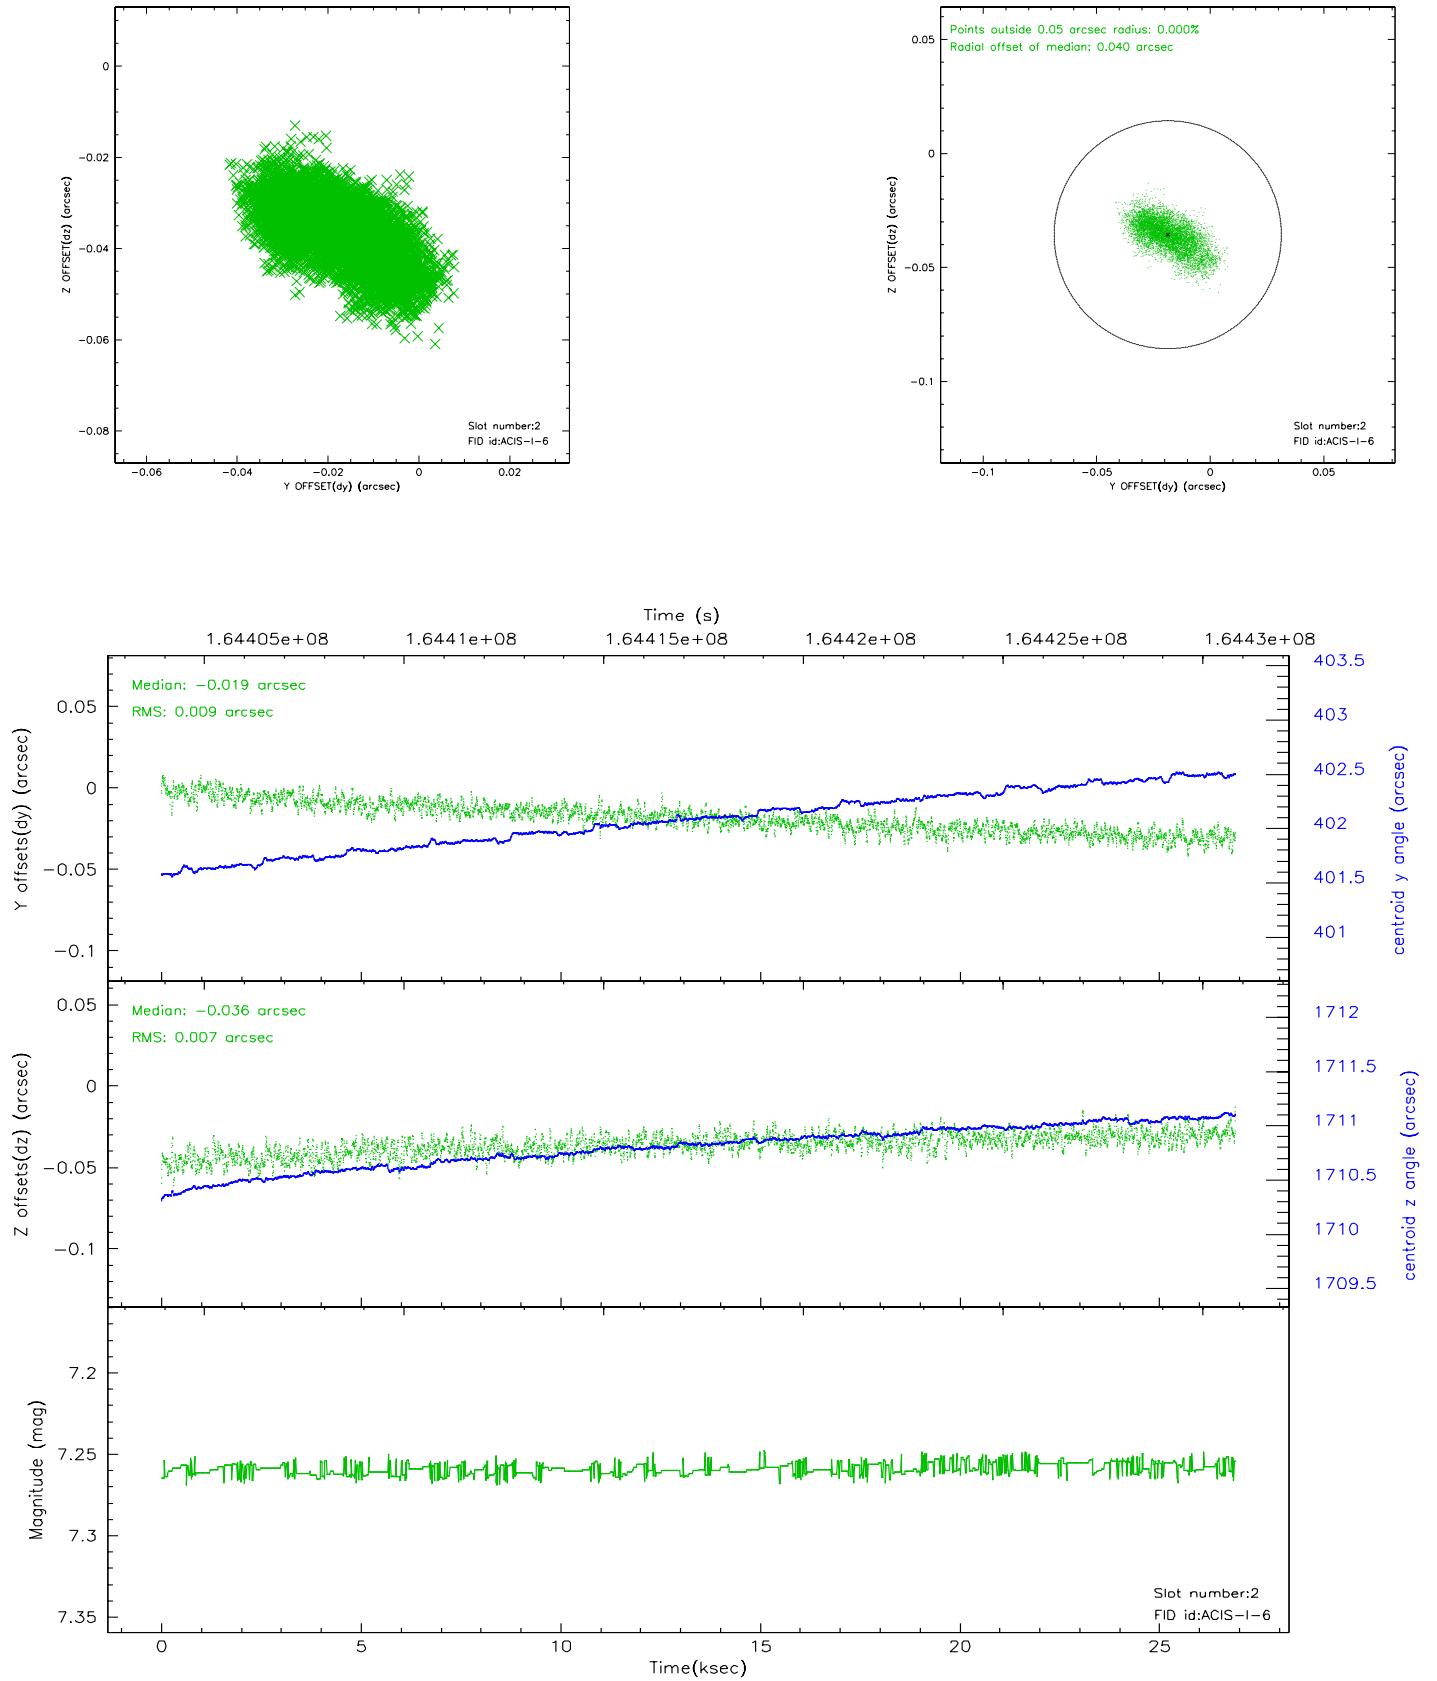 0
-0.02
-0.04
-0.06
-0.08
Z OFFSET(dz) (arcsec)
Slot number:2
FID id:ACIS-I-6
-0.06
-0.04
-0.02
0
0.02
Y OFFSET(dy) (arcsec)
Points outside 0.05 arcsec radius: 0.000%
Radial offset of median: 0.040 arcsec
0.05
0
-0.05
-0.1
Z OFFSET(dz) (arcsec)
Slot number:2
FID id:ACIS-I-6
-0.1
-0.05
0
0.05
Y OFFSET(dy) (arcsec)
Time (s)
1.64405e+08
1.6441e+08
1.64415e+08
1.6442e+08
1.64425e+08
1.6443e+08
Median: -0.019 arcsec
RMS: 0.009 arcsec
0.05
0
-0.05
-0.1
Y offsets(dy) (arcsec)
403.5
403
402.5
402
401.5
401
centroid y angle (arcsec)
Median: -0.036 arcsec
RMS: 0.007 arcsec
0.05
0
-0.05
-0.1
Z offsets(dz) (arcsec)
1712
1711.5
1711
1710.5
1710
1709.5
centroid z angle (arcsec)
7.2
7.25
7.3
7.35
Magnitude (mag)
Slot number:2
FID id:ACIS-I-6
0
5
10
15
20
25
Time(ksec)